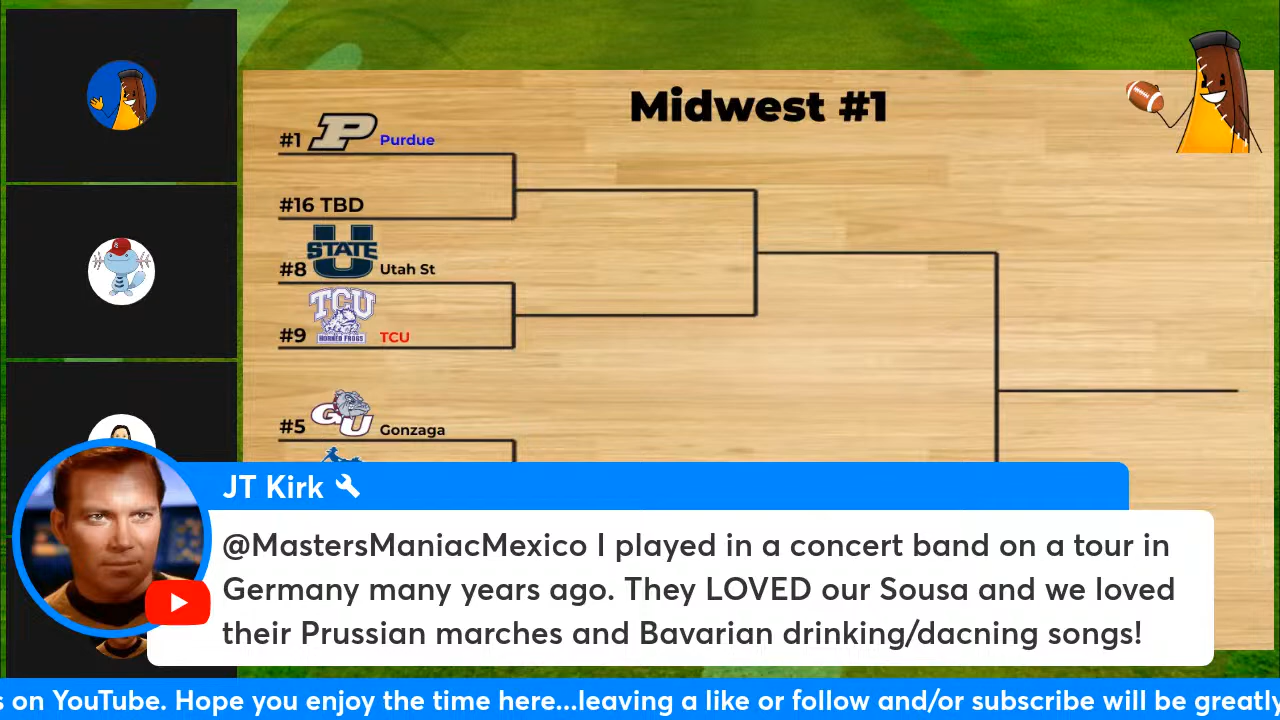 Midwest #1
#1 P Purdue
#16 TBD
U STATE
#8 Utah St
TCU
HORNED FROGS
#9 TCU
GU
#5 Gonzaga
JT Kirk
@MastersManiacMexico I played in a concert band on a tour in
Germany many years ago. They LOVED our Sousa and we loved
their Prussian marches and Bavarian drinking/dacning songs!
s on YouTube. Hope you enjoy the time here...leaving a like or follow and/or subscribe will be greatly